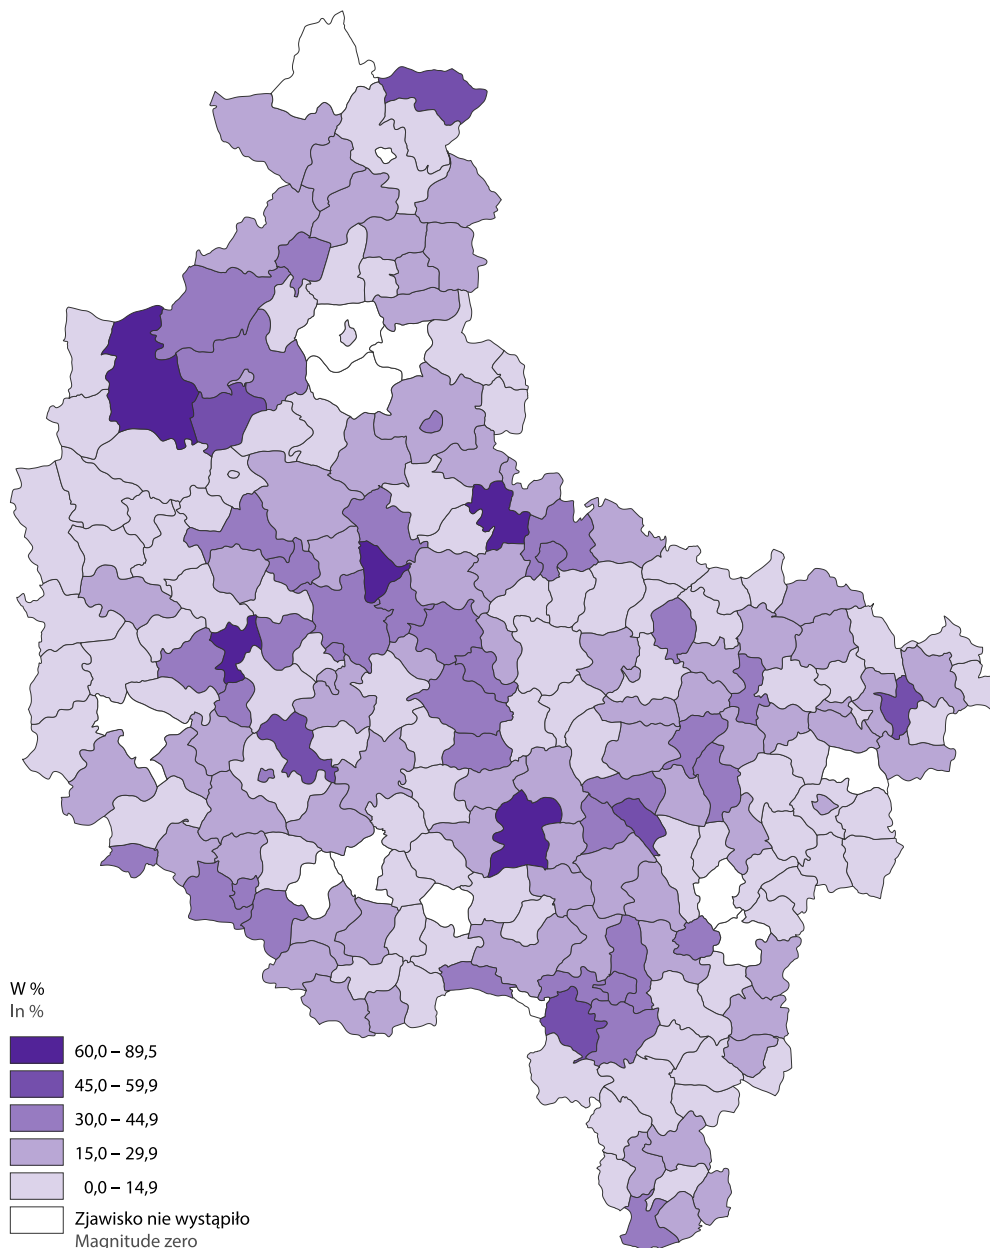 W %
In %
60,0 – 89,5
45,0 – 59,9
30,0 – 44,9
15,0 – 29,9
0,0 – 14,9
Zjawisko nie wystąpiło
Magnitude zero